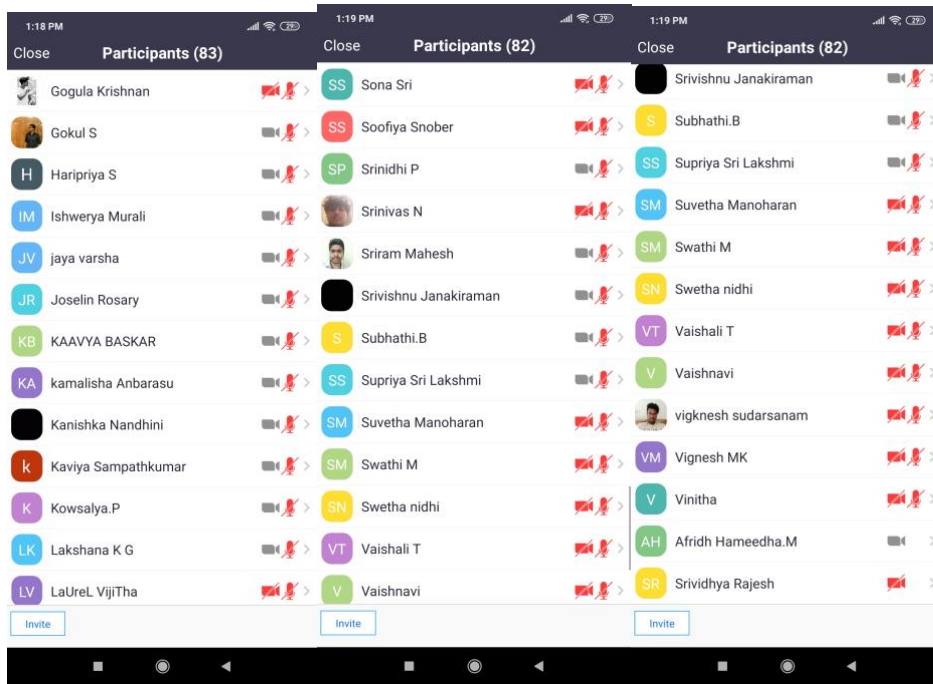 1:18 PM
29
Close Participants (83)
Gogula Krishnan
Gokul S
H Haripriya S
IM Ishwerya Murali
JV jaya varsha
JR Joselin Rosary
KB KAAVYA BASKAR
KA kamalisha Anbarasu
Kanishka Nandhini
k Kaviya Sampathkumar
K Kowsalya.P
LK Lakshana K G
LV LaUreL VijiTha
Invite
1:19 PM
29
Close Participants (82)
SS Sona Sri
SS Soofiya Snober
SP Srinidhi P
Srinivas N
Sriram Mahesh
Srivishnu Janakiraman
S Subhathi.B
SS Supriya Sri Lakshmi
SM Suvetha Manoharan
SM Swathi M
SN Swetha nidhi
VT Vaishali T
V Vaishnavi
Invite
1:19 PM
29
Close Participants (82)
Srivishnu Janakiraman
S Subhathi.B
SS Supriya Sri Lakshmi
SM Suvetha Manoharan
SM Swathi M
SN Swetha nidhi
VT Vaishali T
V Vaishnavi
vigknesh sudarsanam
VM Vignesh MK
V Vinitha
AH Afridh Hameedha.M
SR Srividhya Rajesh
Invite